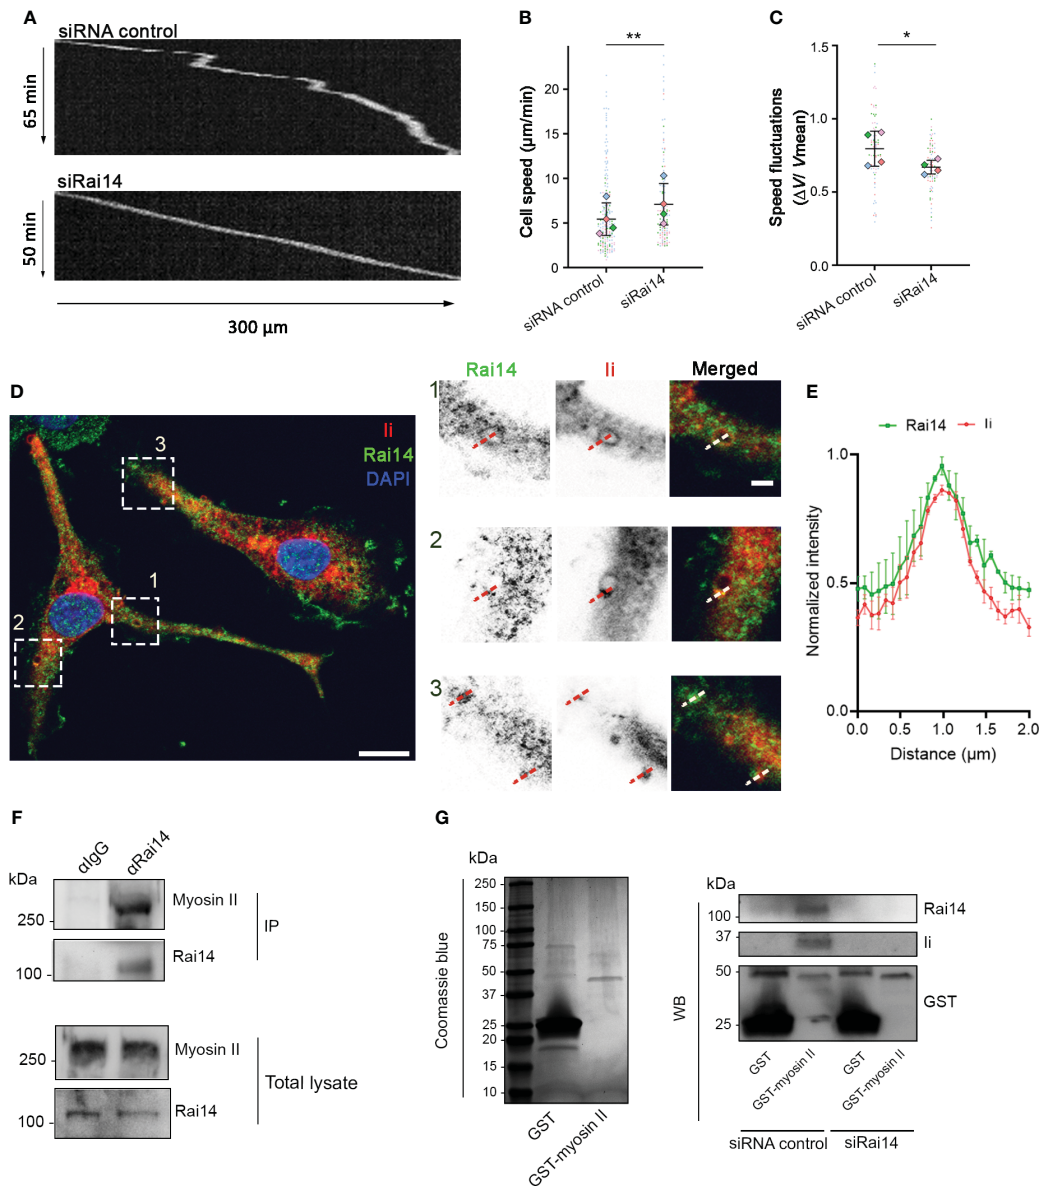 A
siRNA control
65 min
siRai14
50 min
300 µm
B
**
Cell speed (µm/min)
20
15
10
5
0
siRNA control
siRai14
C
*
Speed fluctuations
(ΔV/ Vmean)
1.5
1.0
0.5
0.0
siRNA control
siRai14
D
Ii
Rai14
DAPI
3
1
2
Rai14 Ii Merged
1
2
3
E
Rai14 Ii
Normalized intensity
1.0
0.5
0.0
0.0 0.5 1.0 1.5 2.0
Distance (µm)
F
αIgG αRai14
kDa
Myosin II
250
Rai14
100
IP
Myosin II
250
Rai14
100
Total lysate
G
kDa
Coomassie blue
250
150
100
75
50
37
25
20
15
10
GST
GST-myosin II
WB
kDa
100
Rai14
37
Ii
50
25
GST
GST
GST-myosin II
GST
GST-myosin II
siRNA control siRai14